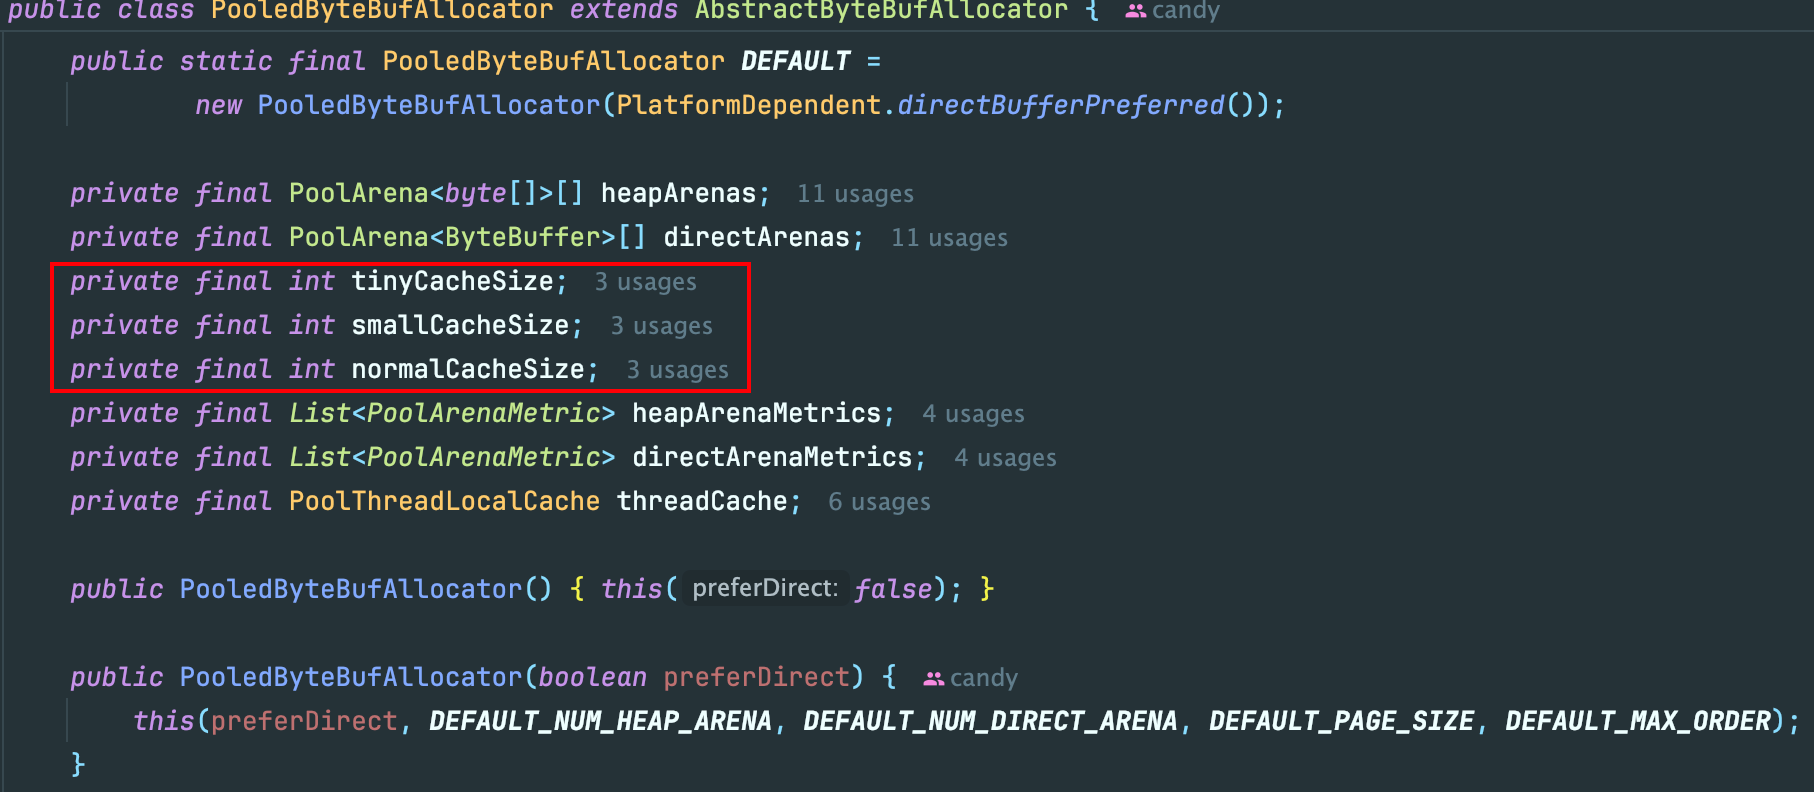 public class PooledByteBufAllocator extends AbstractByteBufAllocator { candy
public static final PooledByteBufAllocator DEFAULT =
new PooledByteBufAllocator(PlatformDependent.directBufferPreferred());
private final PoolArena<byte[]>[] heapArenas; 11 usages
private final PoolArena<ByteBuffer>[] directArenas; 11 usages
private final int tinyCacheSize; 3 usages
private final int smallCacheSize; 3 usages
private final int normalCacheSize; 3 usages
private final List<PoolArenaMetric> heapArenaMetrics; 4 usages
private final List<PoolArenaMetric> directArenaMetrics; 4 usages
private final PoolThreadLocalCache threadCache; 6 usages
public PooledByteBufAllocator() { this( preferDirect: false); }
public PooledByteBufAllocator(boolean preferDirect) { candy
this(preferDirect, DEFAULT_NUM_HEAP_ARENA, DEFAULT_NUM_DIRECT_ARENA, DEFAULT_PAGE_SIZE, DEFAULT_MAX_ORDER);
}